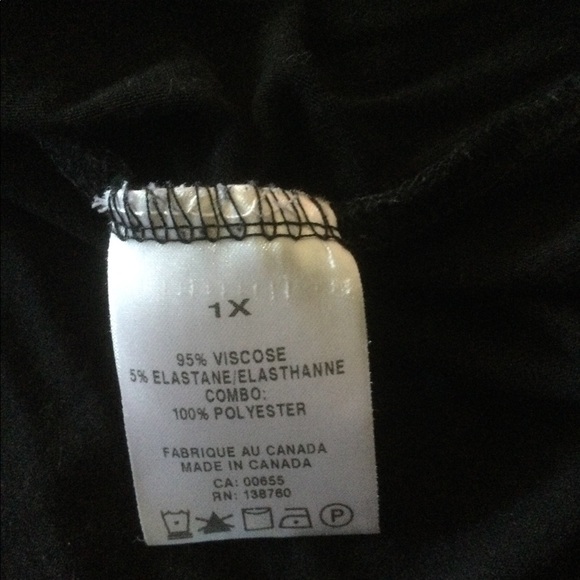 1X
95% VISCOSE
5% ELASTANE/ELASTHANNE
COMBO:
100% POLYESTER
FABRIQUE AU CANADA
MADE IN CANADA
CA: 00655
RN: 138760
P